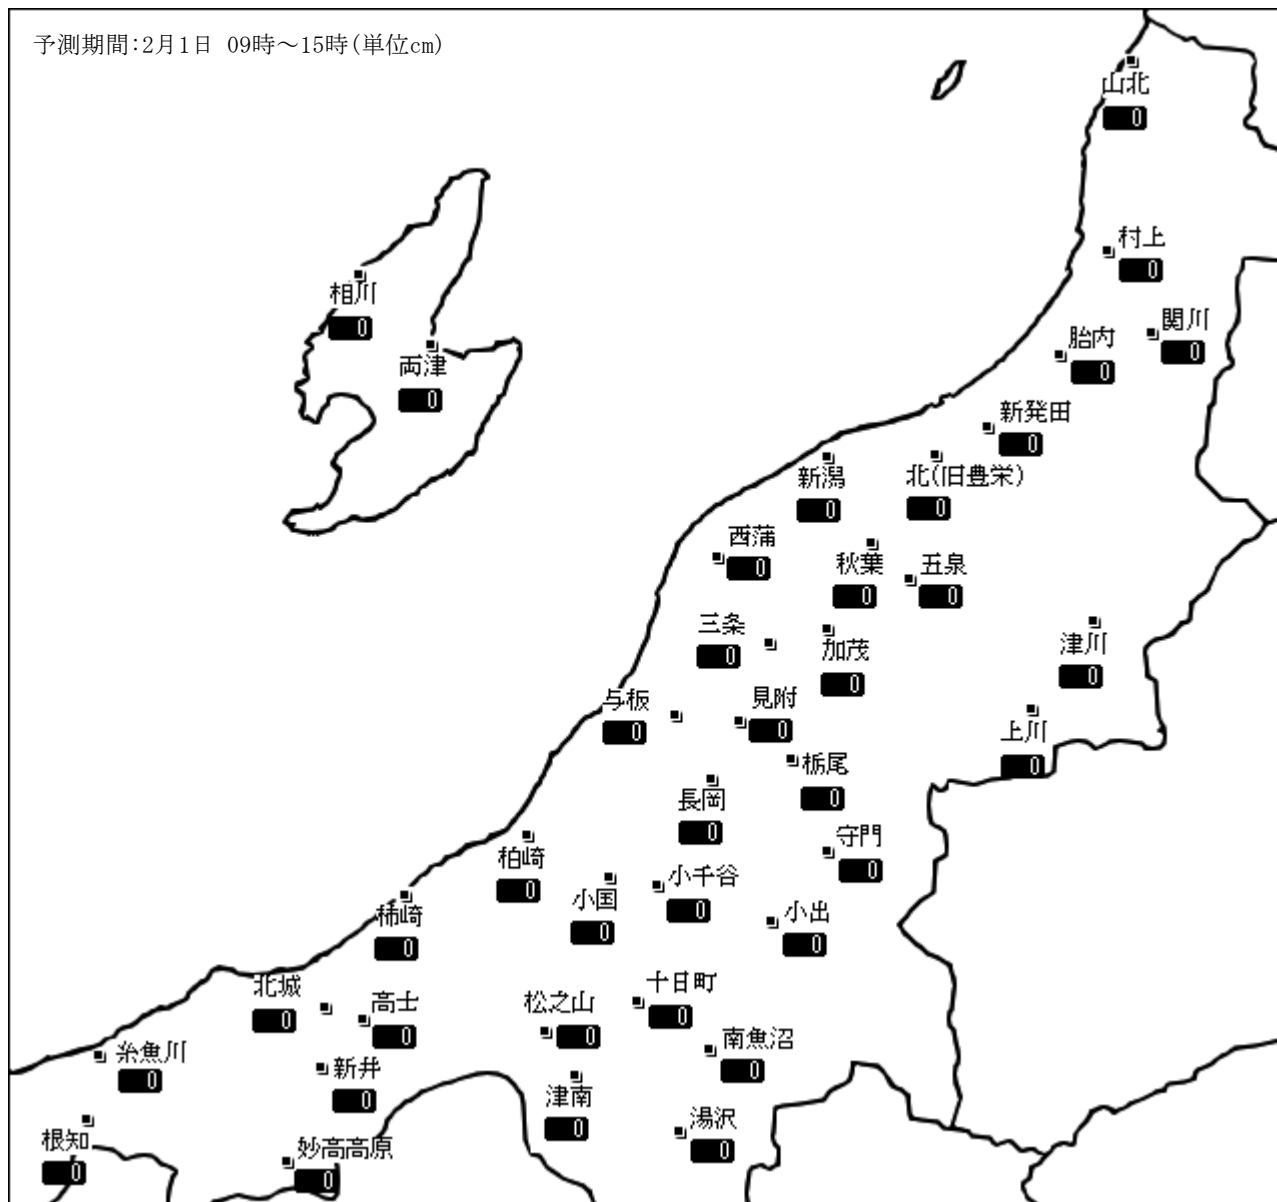 予測期間:2月1日 09時～15時(単位cm)
山北
0
村上
0
相川
0
関川
0
胎内
0
両津
0
新発田
0
新潟
0
北(旧豊栄)
0
西蒲
0
秋葉
0
五泉
0
三条
0
加茂
0
津川
0
与板
0
見附
0
上川
0
栃尾
0
長岡
0
守門
0
柏崎
0
小国
0
小千谷
0
小出
0
柿崎
0
北城
0
高士
0
松之山
0
十日町
0
南魚沼
0
糸魚川
0
新井
0
津南
0
湯沢
0
根知
0
妙高高原
0